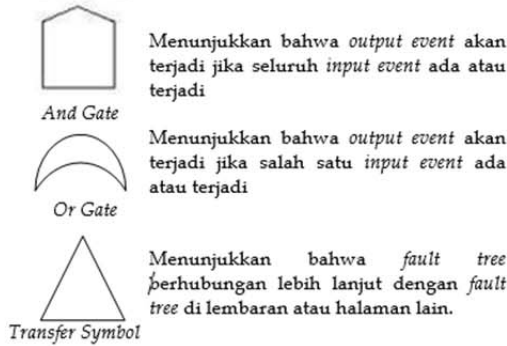 Menunjukkan bahwa output event akan
terjadi jika seluruh input event ada atau
terjadi
And Gate
Menunjukkan bahwa output event akan
terjadi jika salah satu input event ada
atau terjadi
Or Gate
Menunjukkan bahwa fault tree
berhubungan lebih lanjut dengan fault
tree di lembaran atau halaman lain.
Transfer Symbol